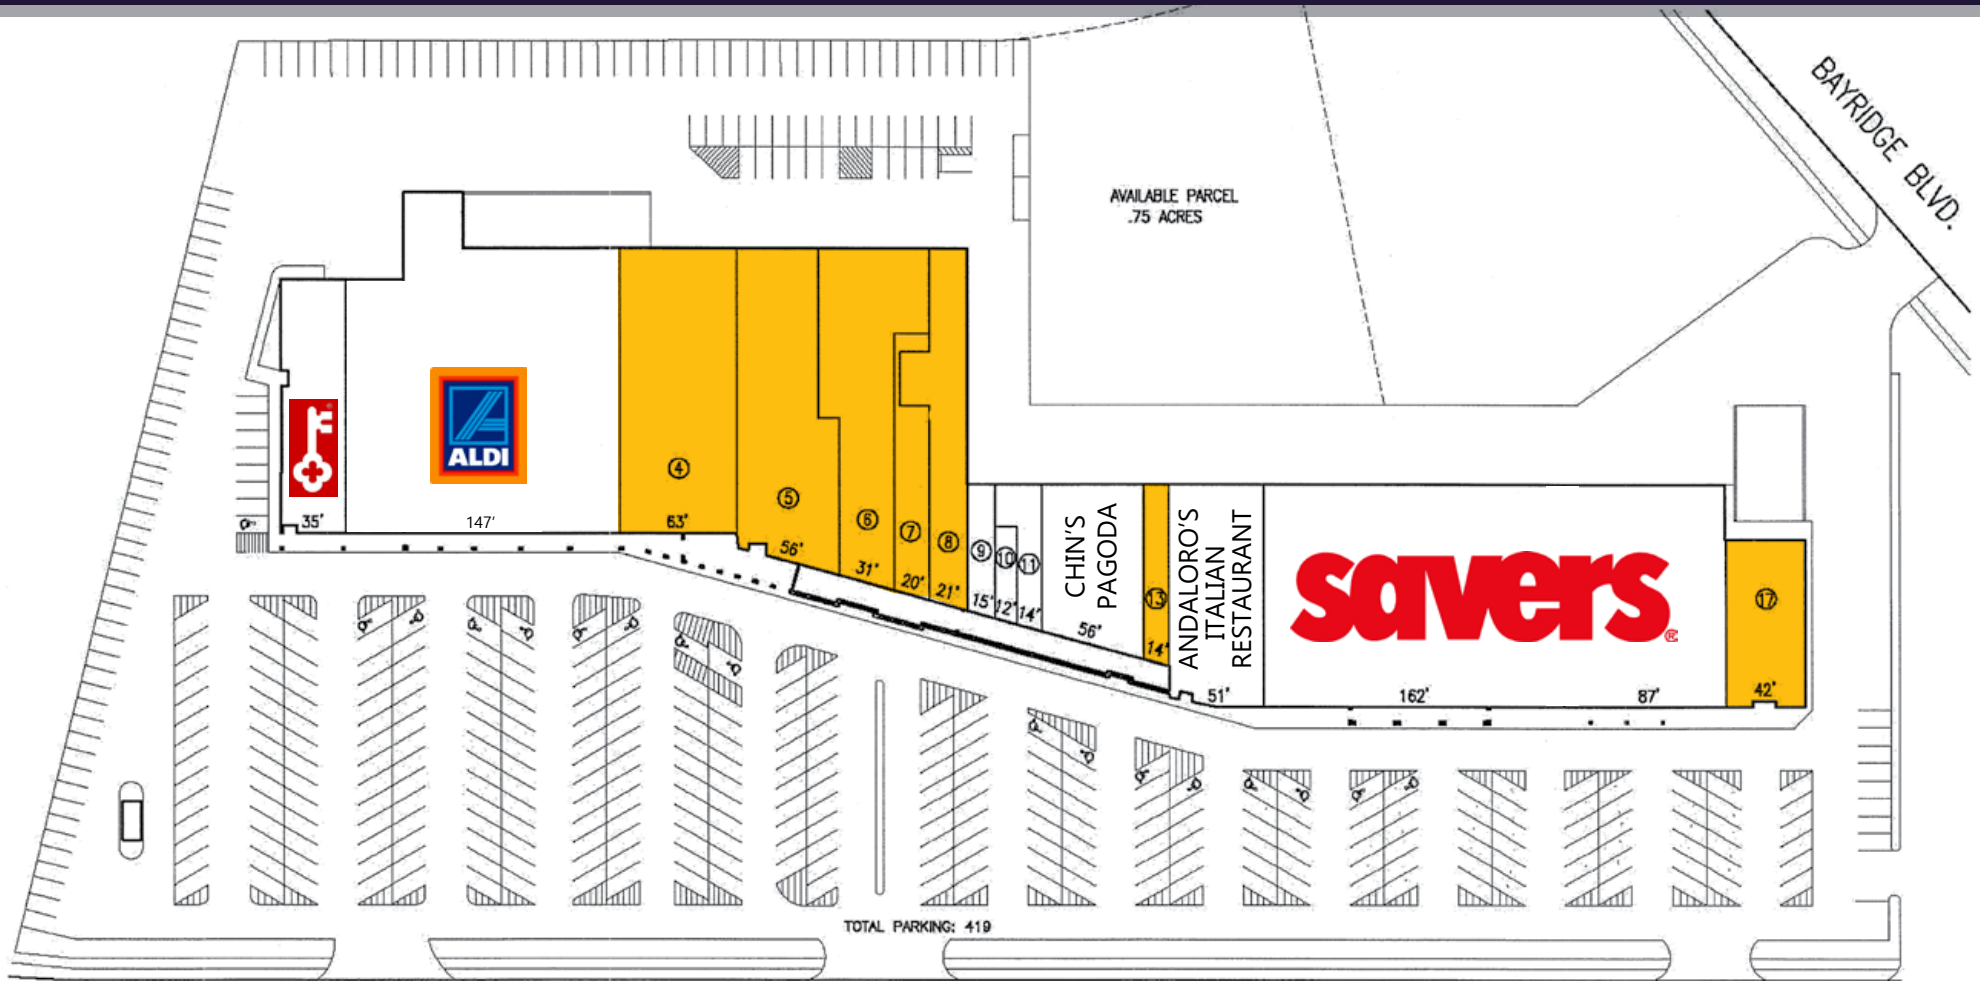 BAYRIDGE BLVD.
AVAILABLE PARCEL
.75 ACRES
ALDI
35'
147'
④
63'
⑤
56'
⑥
31'
⑦
20'
⑧
21'
⑨
15'
⑩
12'
⑪
14'
CHIN'S
PAGODA
56'
⑬
14'
ANDALORO'S
ITALIAN
RESTAURANT
51'
savers®
162'
87'
⑰
42'
TOTAL PARKING: 419